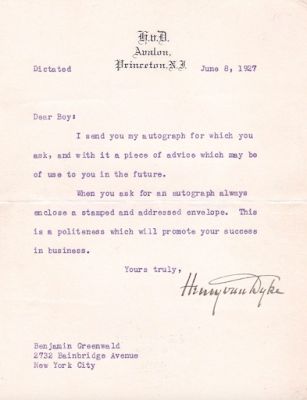 H.v.D.
Avalon,
Princeton, N.J.
Dictated June 8, 1927
Dear Boy:
I send you my autograph for which you
ask, and with it a piece of advice which may be
of use to you in the future.
When you ask for an autograph always
enclose a stamped and addressed envelope. This
is a politeness which will promote your success
in business.
Yours truly,
Henry van Dyke
Benjamin Greenwald
2732 Bainbridge Avenue
New York City